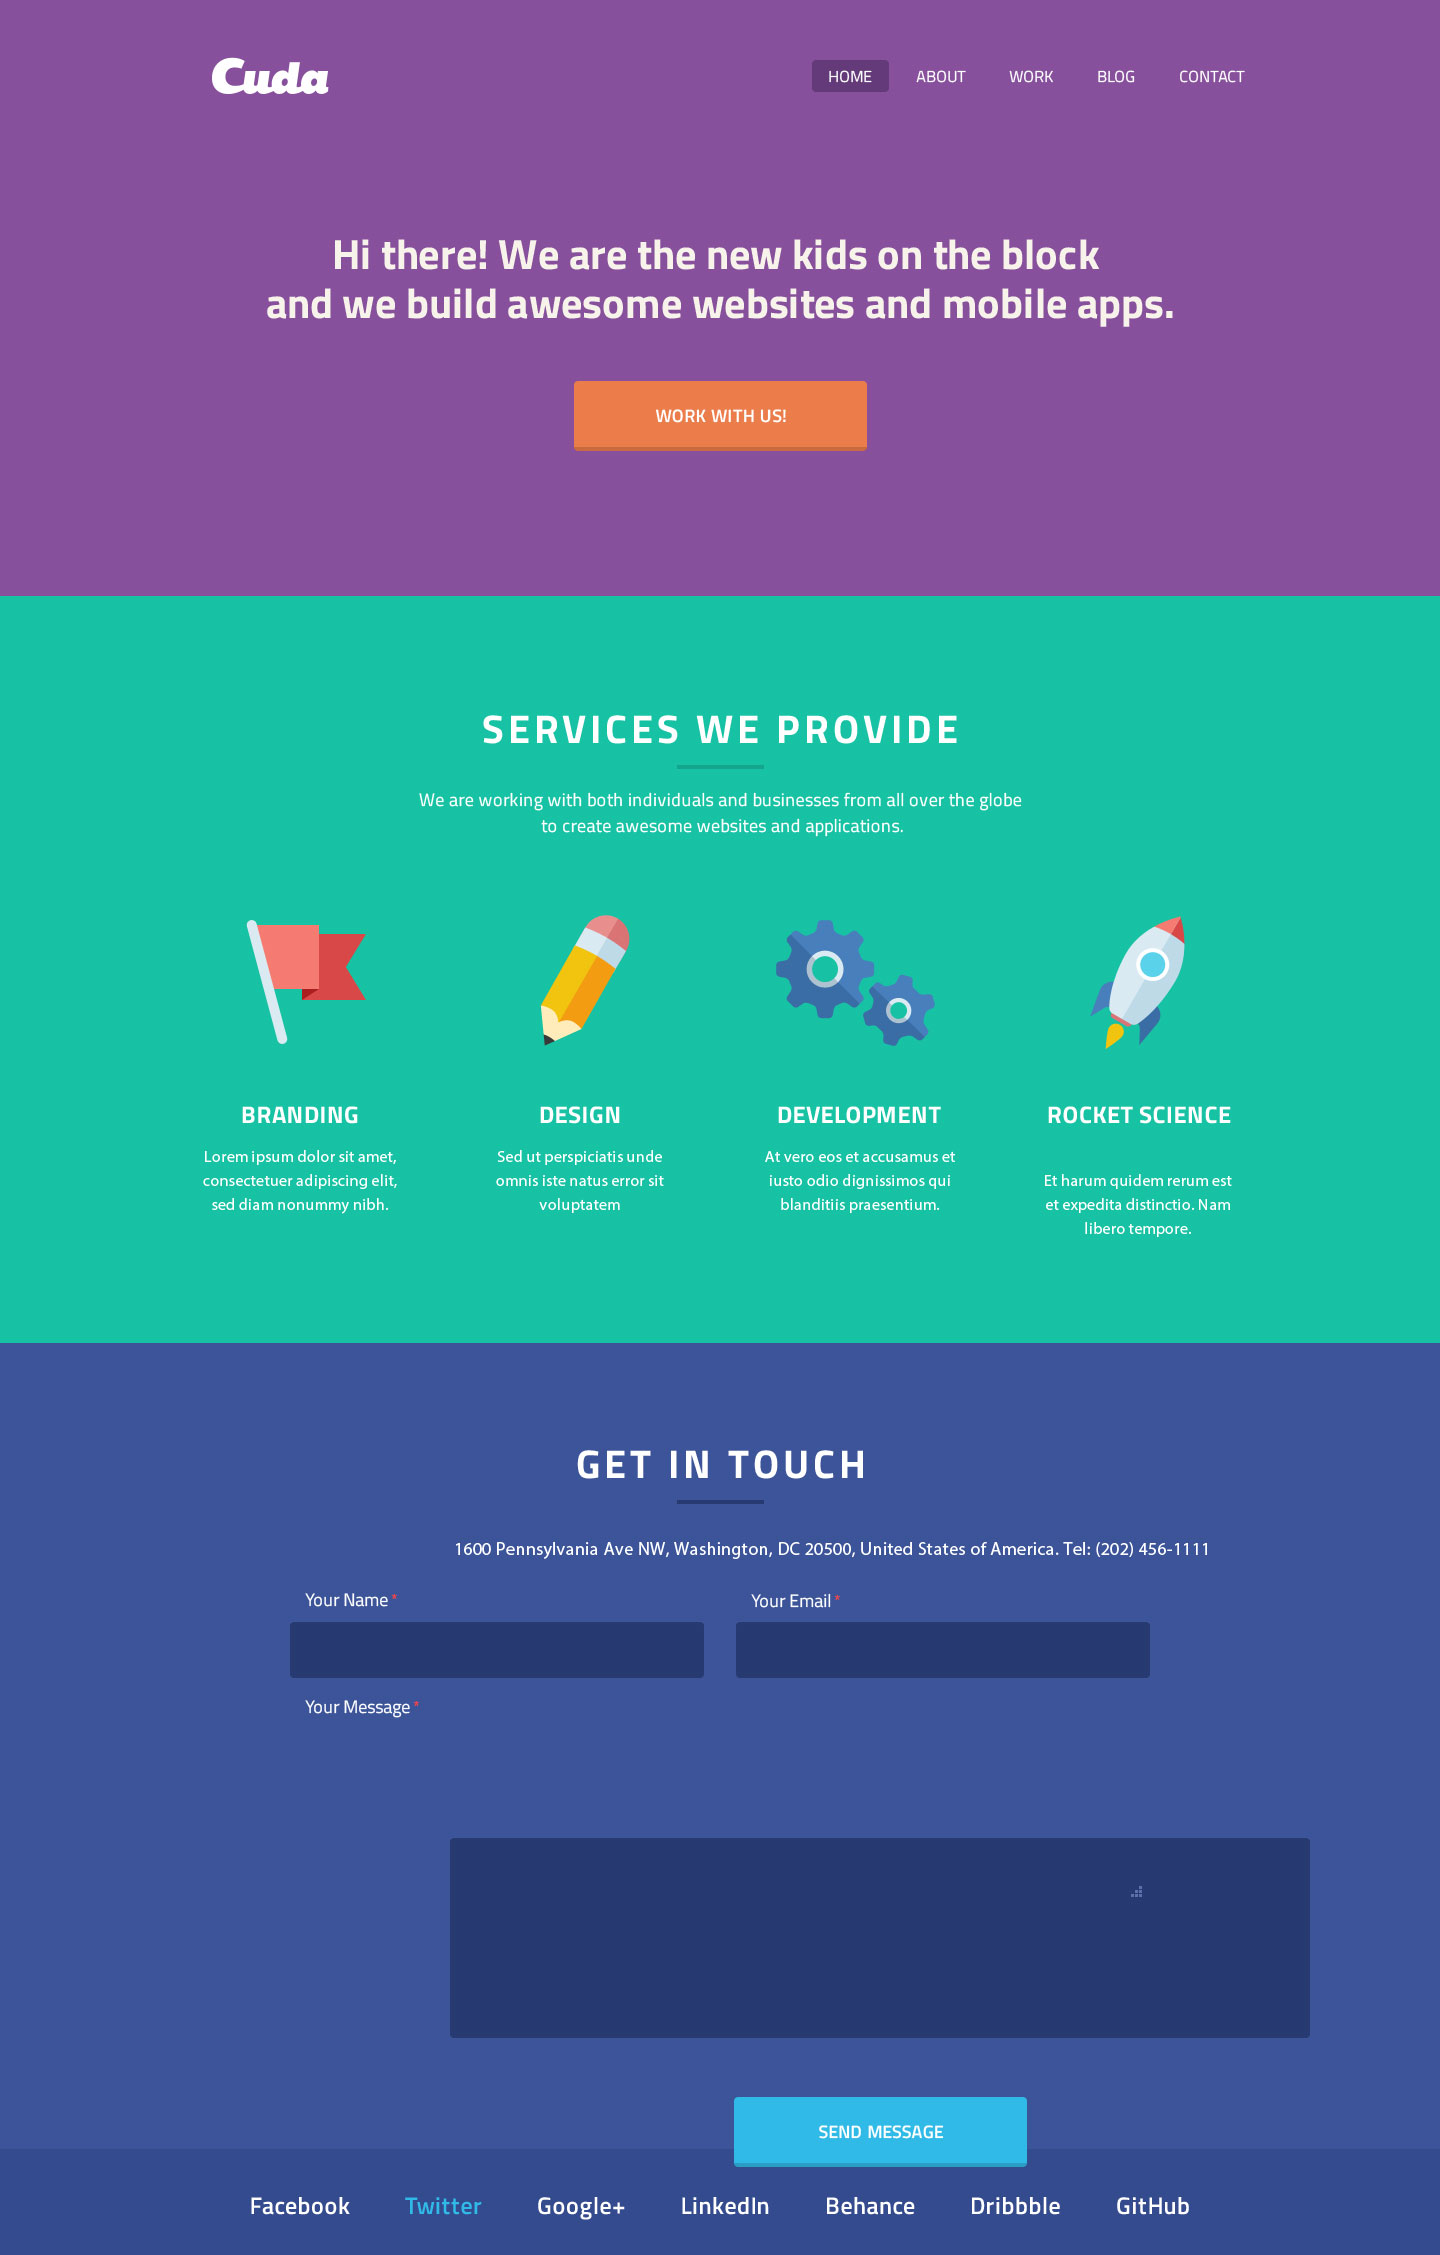 Cuda
HOME
ABOUT
WORK
BLOG
CONTACT
Hi there! We are the new kids on the block
and we build awesome websites and mobile apps.
WORK WITH US!
SERVICES WE PROVIDE
We are working with both individuals and businesses from all over the globe
to create awesome websites and applications.
BRANDING
Lorem ipsum dolor sit amet,
consectetuer adipiscing elit,
sed diam nonummy nibh.
DESIGN
Sed ut perspiciatis unde
omnis iste natus error sit
voluptatem
DEVELOPMENT
At vero eos et accusamus et
iusto odio dignissimos qui
blanditiis praesentium.
ROCKET SCIENCE
Et harum quidem rerum est
et expedita distinctio. Nam
libero tempore.
GET IN TOUCH
1600 Pennsylvania Ave NW, Washington, DC 20500, United States of America. Tel: (202) 456-1111
Your Name *
Your Email *
Your Message *
SEND MESSAGE
Facebook
Twitter
Google+
LinkedIn
Behance
Dribbble
GitHub